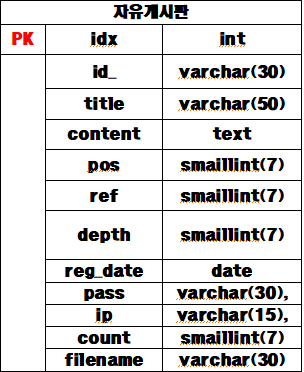 자유게시판
PK idx int
id_ varchar(30)
title varchar(50)
content text
pos smaillint(7)
ref smaillint(7)
depth smaillint(7)
reg_date date
pass varchar(30),
ip varchar(15),
count smaillint(7)
filename varchar(30)